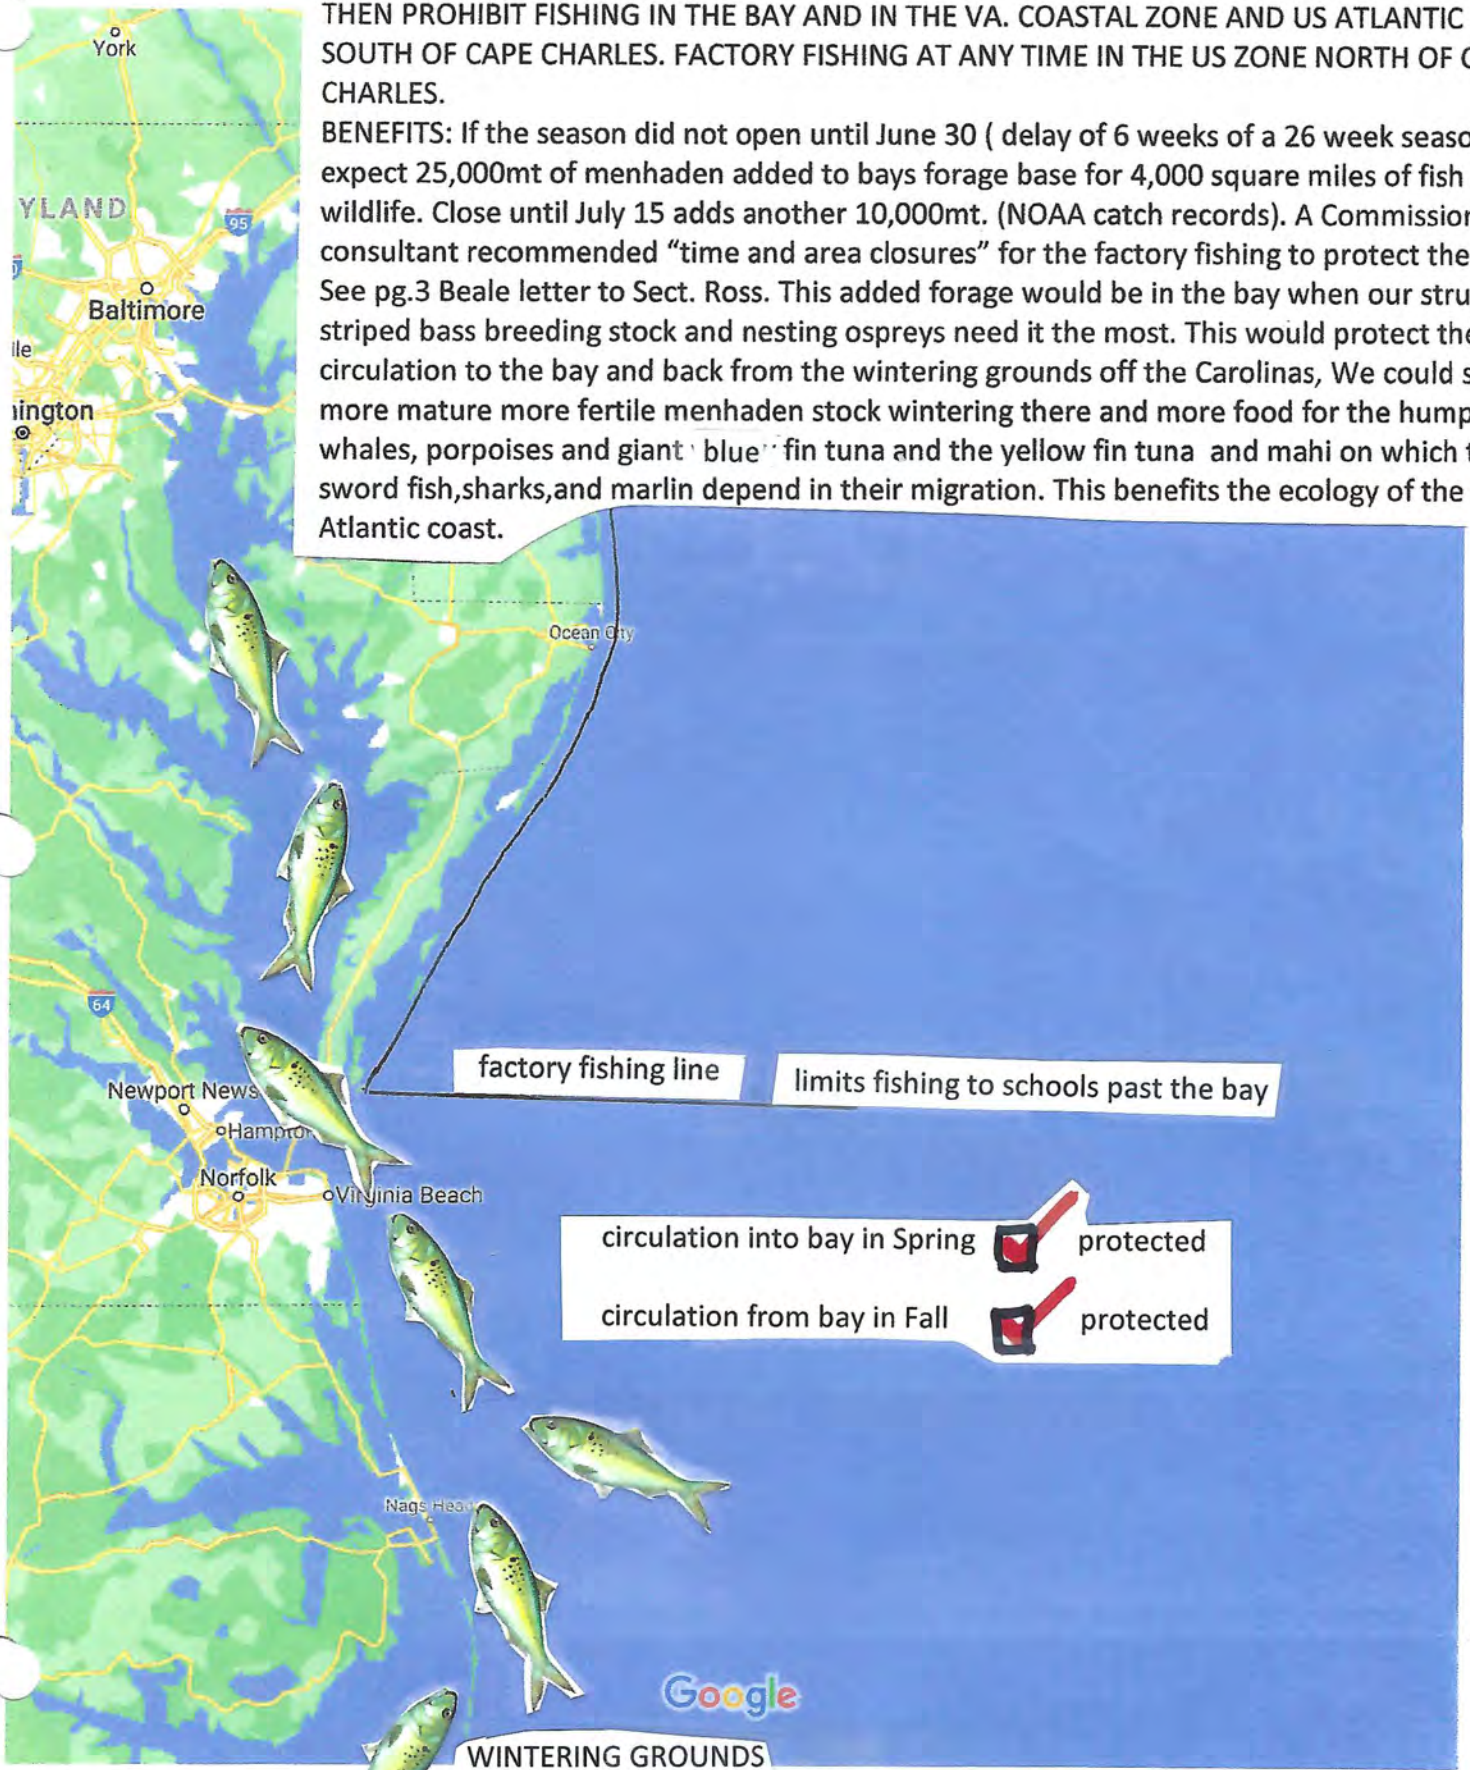 THEN PROHIBIT FISHING IN THE BAY AND IN THE VA. COASTAL ZONE AND US ATLANTIC
SOUTH OF CAPE CHARLES. FACTORY FISHING AT ANY TIME IN THE US ZONE NORTH OF
CHARLES.
BENEFITS: If the season did not open until June 30 ( delay of 6 weeks of a 26 week
expect 25,000mt of menhaden added to bays forage base for 4,000 square miles of fish
wildlife. Close until July 15 adds another 10,000mt. (NOAA catch records). A Commission
consultant recommended “time and area closures” for the factory fishing to protect the
See pg.3 Beale letter to Sect. Ross. This added forage would be in the bay when our
striped bass breeding stock and nesting ospreys need it the most. This would protect the
circulation to the bay and back from the wintering grounds off the Carolinas, We could
more mature more fertile menhaden stock wintering there and more food for the
whales, porpoises and giant blue fin tuna and the yellow fin tuna and mahi on which
sword fish,sharks,and marlin depend in their migration. This benefits the ecology of the
Atlantic coast.
York
YLAND
95
Baltimore
ington
Ocean City
64
factory fishing line
limits fishing to schools past the bay
Newport News
Hampton
Norfolk
Virginia Beach
circulation into bay in Spring protected
circulation from bay in Fall protected
Nags Head
Google
WINTERING GROUNDS